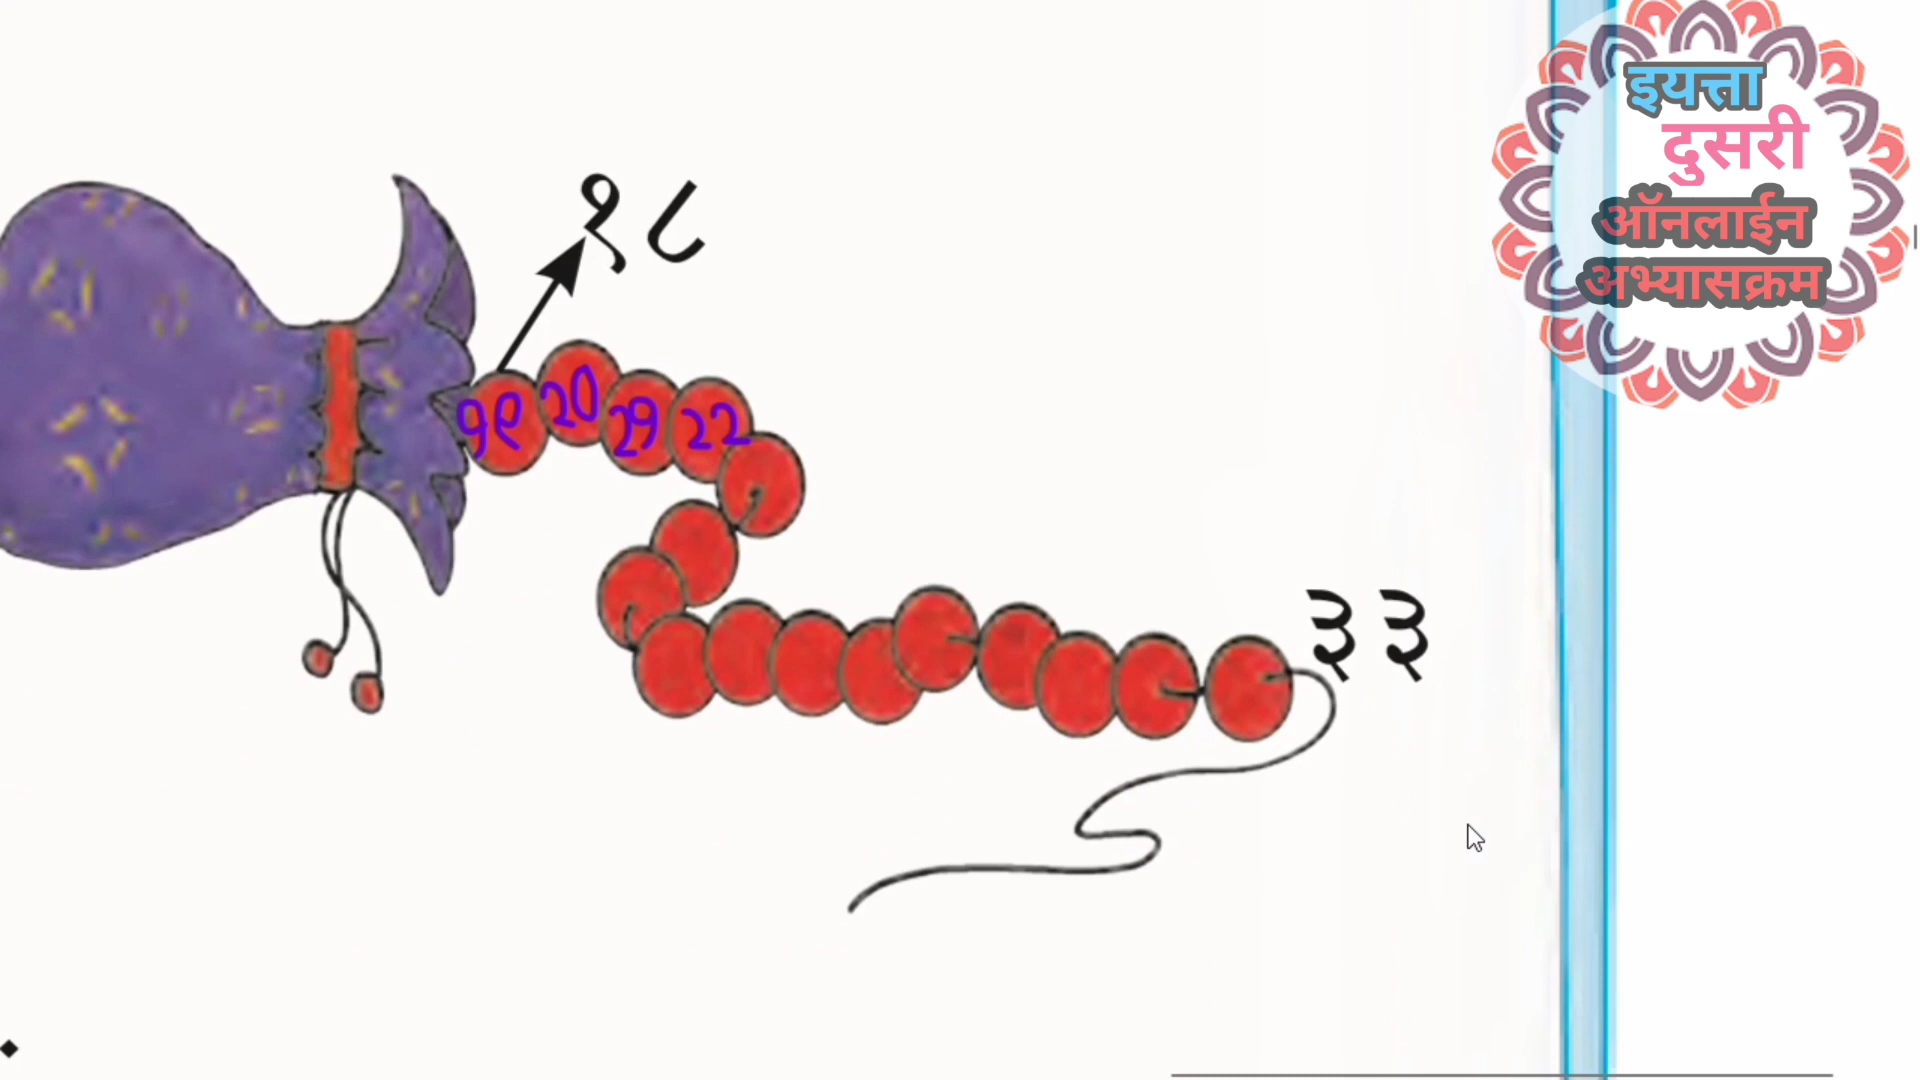 १८
१९ २० २१ २२
३३
इयत्ता
दुसरी
ऑनलाईन
अभ्यासक्रम